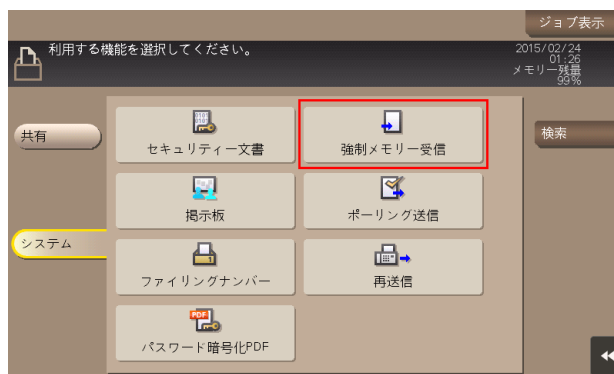 ジョブ表示
利用する機能を選択してください。
2015/02/24
01:26
メモリー残量
99%
共有
検索
セキュリティー文書
強制メモリー受信
掲示板
ポーリング送信
システム
ファイリングナンバー
再送信
PDF
パスワード暗号化PDF